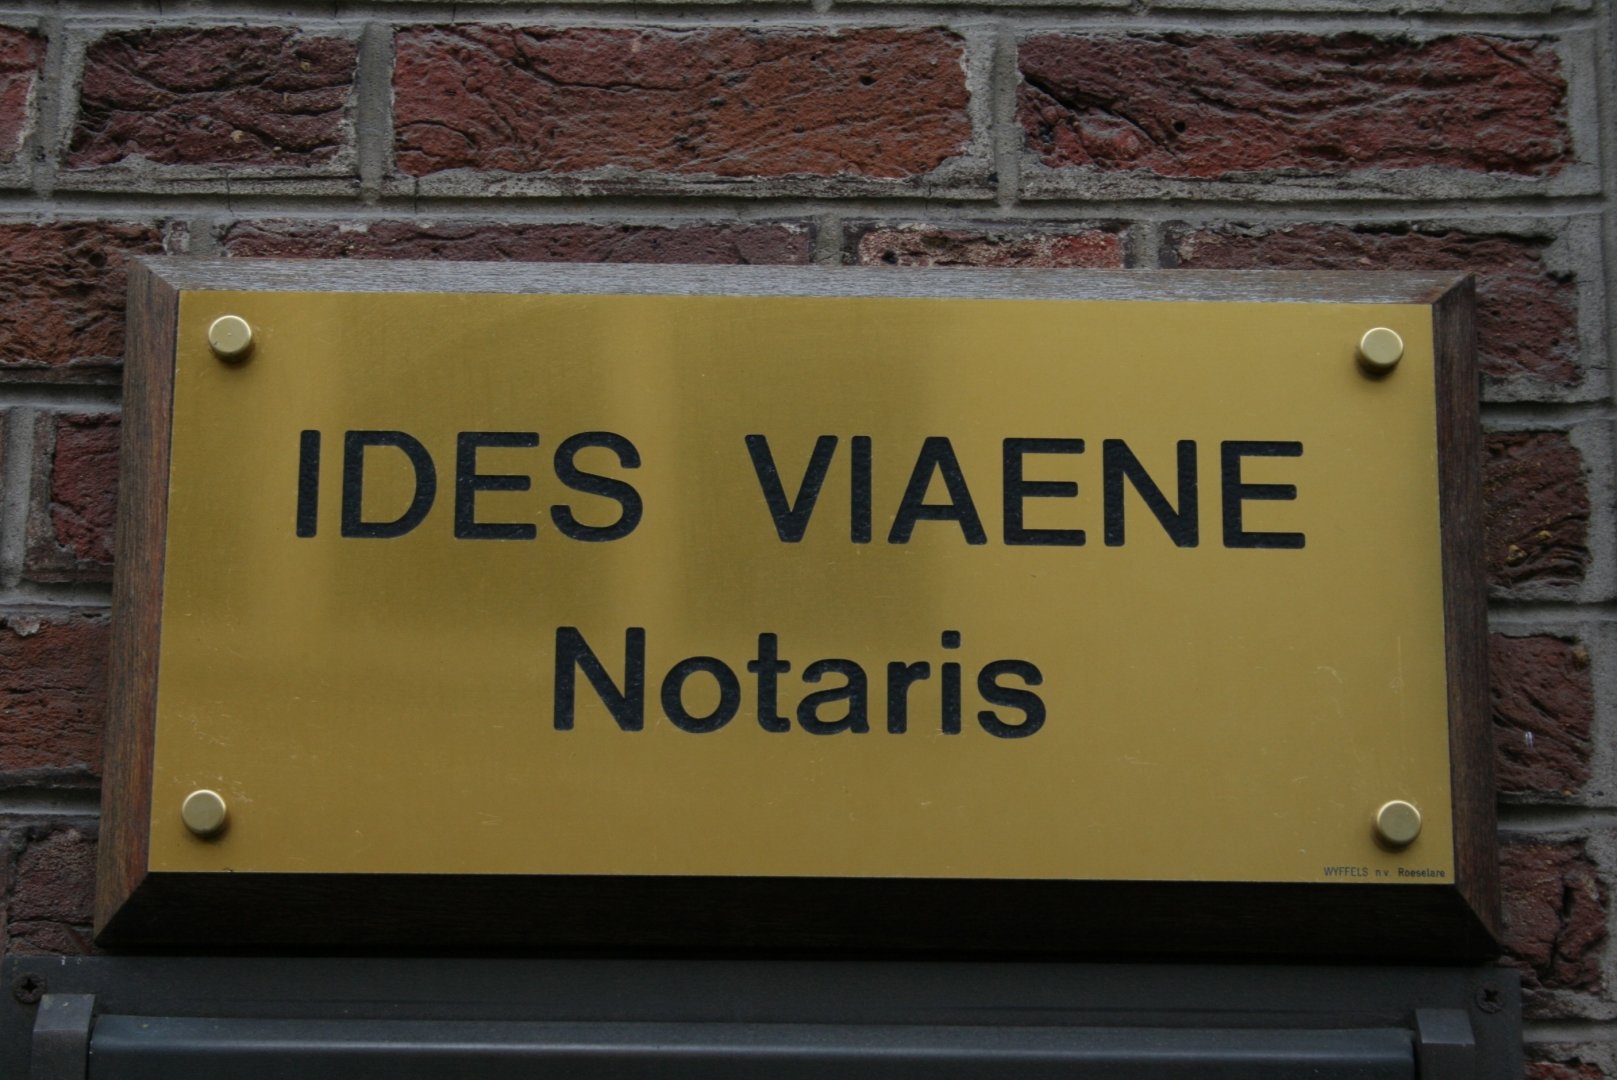 IDES VIAENE
Notaris
WYFFELS n.v. Roeselare